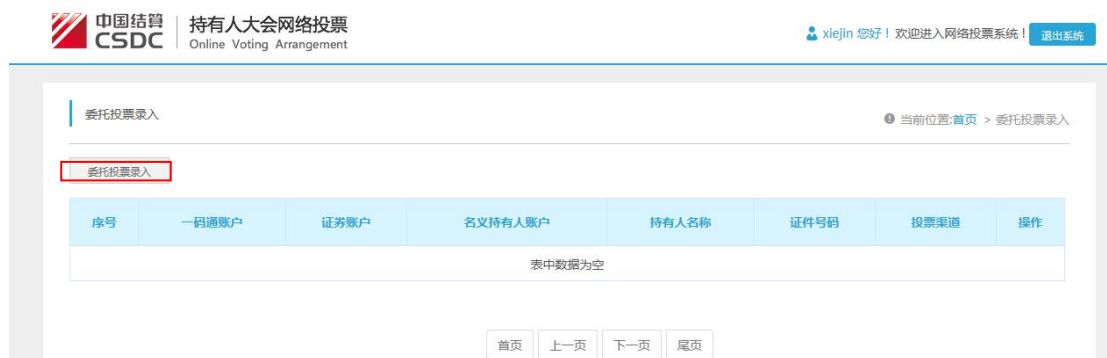 中国结算 持有人大会网络投票
CSDC Online Voting Arrangement
xiejin 您好！欢迎进入网络投票系统！ 退出系统
委托投票录入
当前位置:首页 > 委托投票录入
委托投票录入
序号 一码通账户 证券账户 名义持有人账户 持有人名称 证件号码 投票渠道 操作
表中数据为空
首页 上一页 下一页 尾页